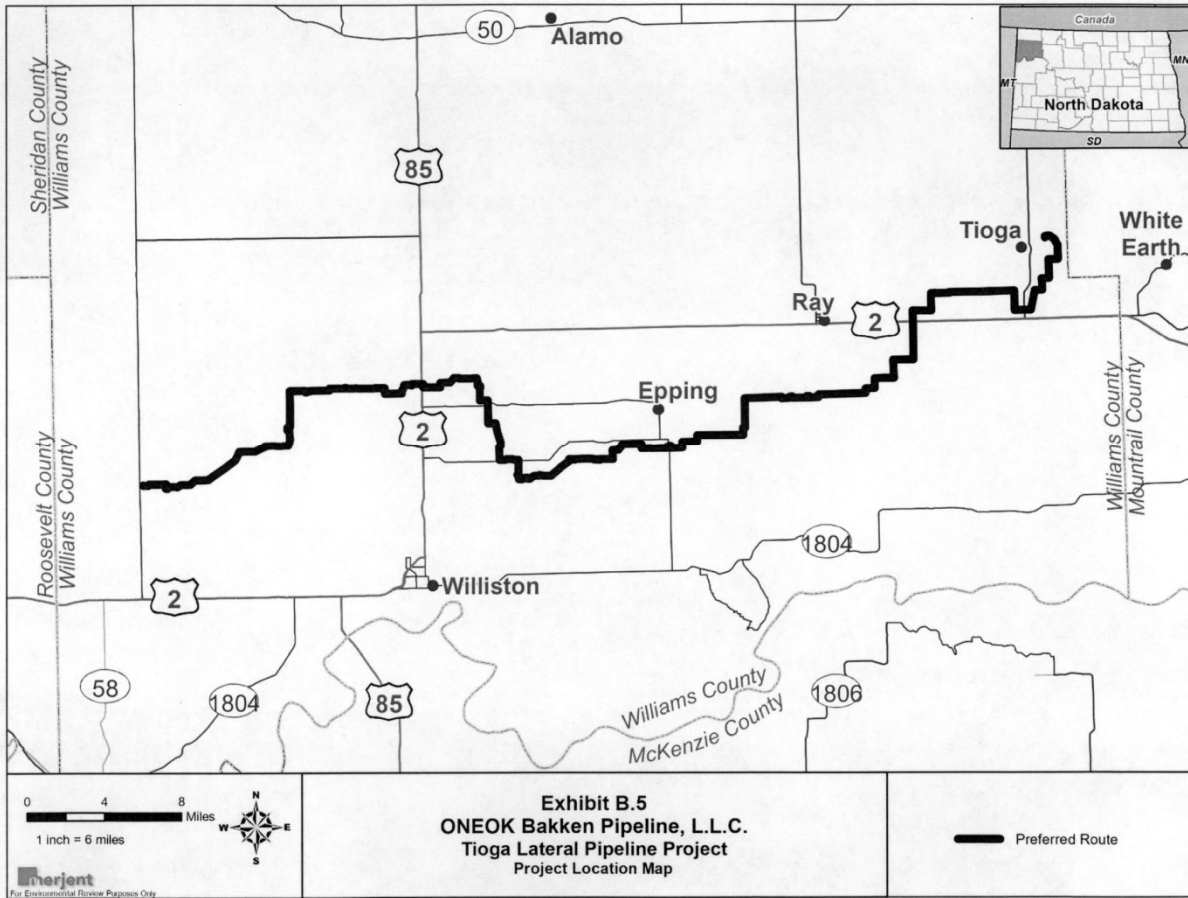 Canada
MT
MN
North Dakota
SD
50
Alamo
Sheridan County
Williams County
85
Tioga
White
Earth
Ray
2
Epping
2
Roosevelt County
Williams County
Williams County
Mountrail County
1804
Williston
2
58
1804
85
1806
Williams County
McKenzie County
0 4 8
Miles
1 inch = 6 miles
N
W E
S
merjent
For Environmental Review Purposes Only
Exhibit B.5
ONEOK Bakken Pipeline, L.L.C.
Tioga Lateral Pipeline Project
Project Location Map
Preferred Route